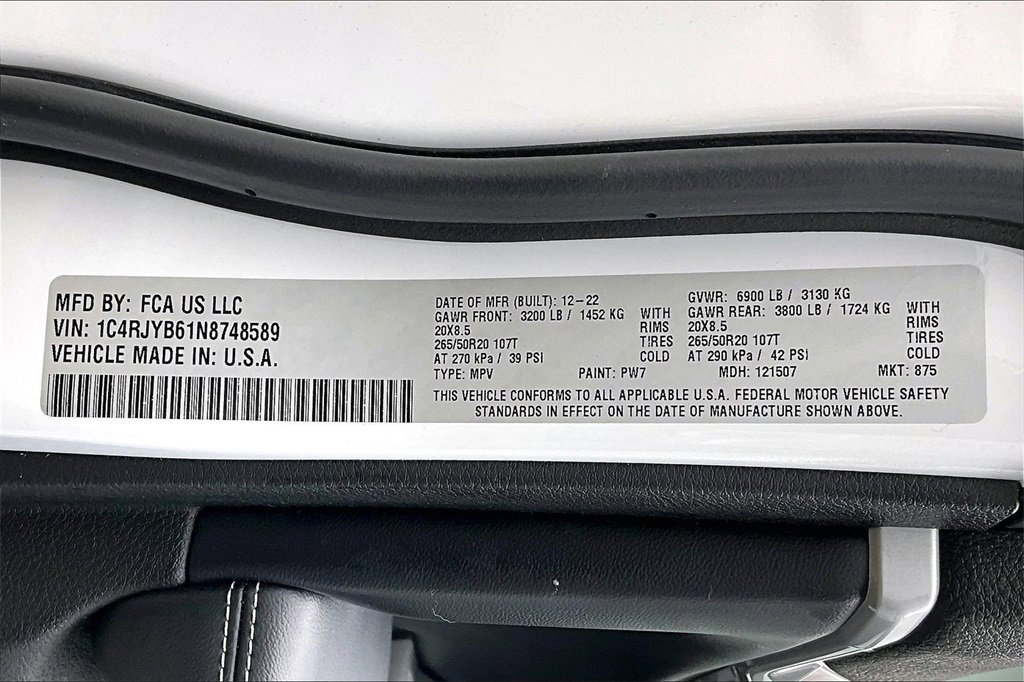 MFD BY: FCA US LLC
VIN: 1C4RJYB61N8748589
VEHICLE MADE IN: U.S.A.
DATE OF MFR (BUILT): 12-22
GAWR FRONT: 3200 LB / 1452 KG WITH
20X8.5 RIMS
265/50R20 107T TIRES
AT 270 kPa / 39 PSI COLD
GVWR: 6900 LB / 3130 KG
GAWR REAR: 3800 LB / 1724 KG WITH
20X8.5 RIMS
265/50R20 107T TIRES
AT 290 kPa / 42 PSI COLD
TYPE: MPV PAINT: PW7 MDH: 121507 MKT: 875
THIS VEHICLE CONFORMS TO ALL APPLICABLE U.S.A. FEDERAL MOTOR VEHICLE SAFETY
STANDARDS IN EFFECT ON THE DATE OF MANUFACTURE SHOWN ABOVE.